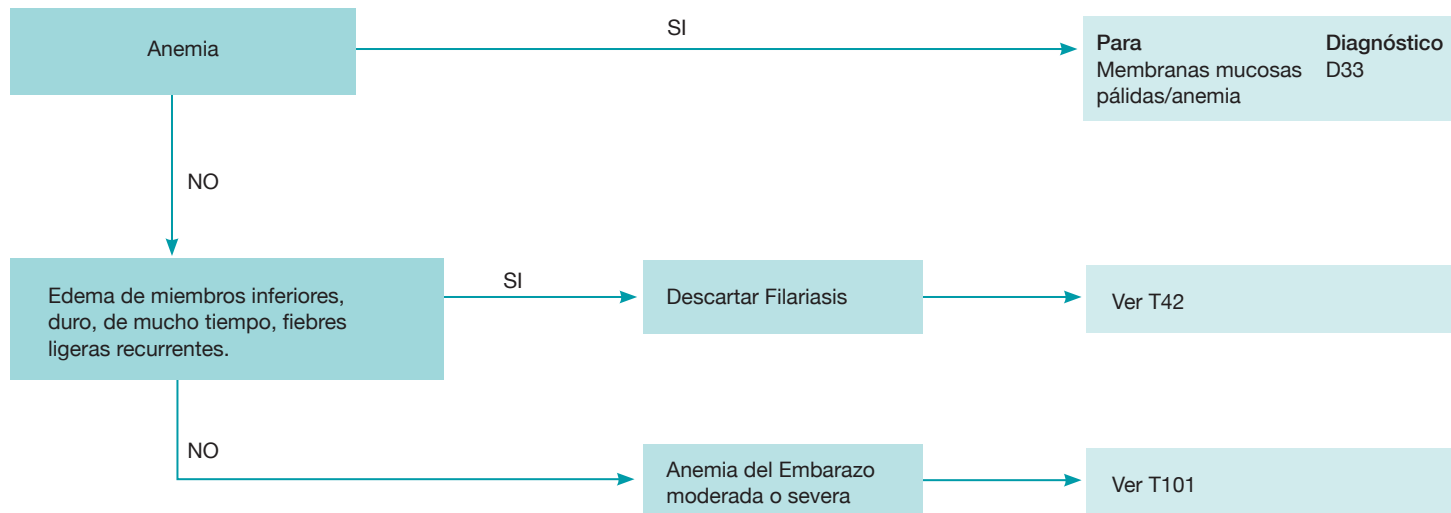 Anemia
SI
Para Diagnóstico
Membranas mucosas D33
pálidas/anemia
NO
Edema de miembros inferiores,
duro, de mucho tiempo, fiebres
ligeras recurrentes.
SI
Descartar Filariasis
Ver T42
NO
Anemia del Embarazo
moderada o severa
Ver T101